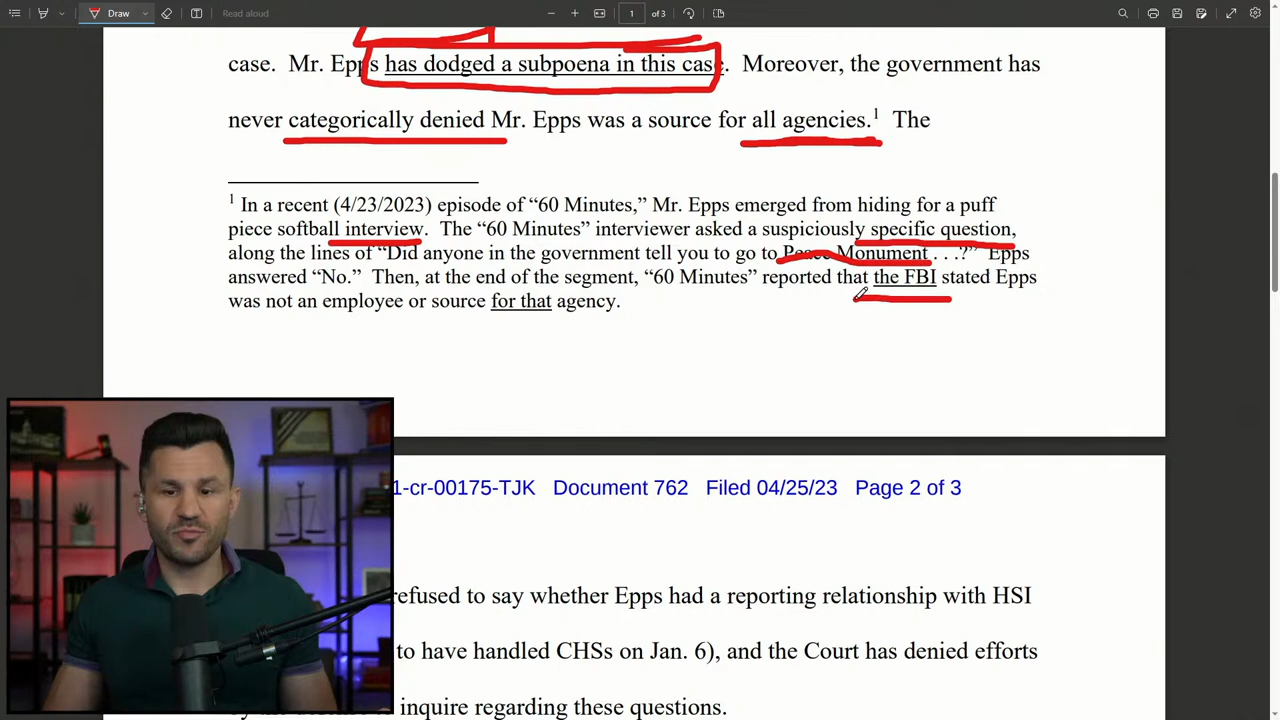 Draw
Read aloud
1 of 3
case. Mr. Epps has dodged a subpoena in this case. Moreover, the government has
never categorically denied Mr. Epps was a source for all agencies.1 The
1 In a recent (4/23/2023) episode of “60 Minutes,” Mr. Epps emerged from hiding for a puff
piece softball interview. The “60 Minutes” interviewer asked a suspiciously specific question,
along the lines of “Did anyone in the government tell you to go to Peace Monument . . .?” Epps
answered “No.” Then, at the end of the segment, “60 Minutes” reported that the FBI stated Epps
was not an employee or source for that agency.
1-cr-00175-TJK Document 762 Filed 04/25/23 Page 2 of 3
refused to say whether Epps had a reporting relationship with HSI
to have handled CHSs on Jan. 6), and the Court has denied efforts
inquire regarding these questions.